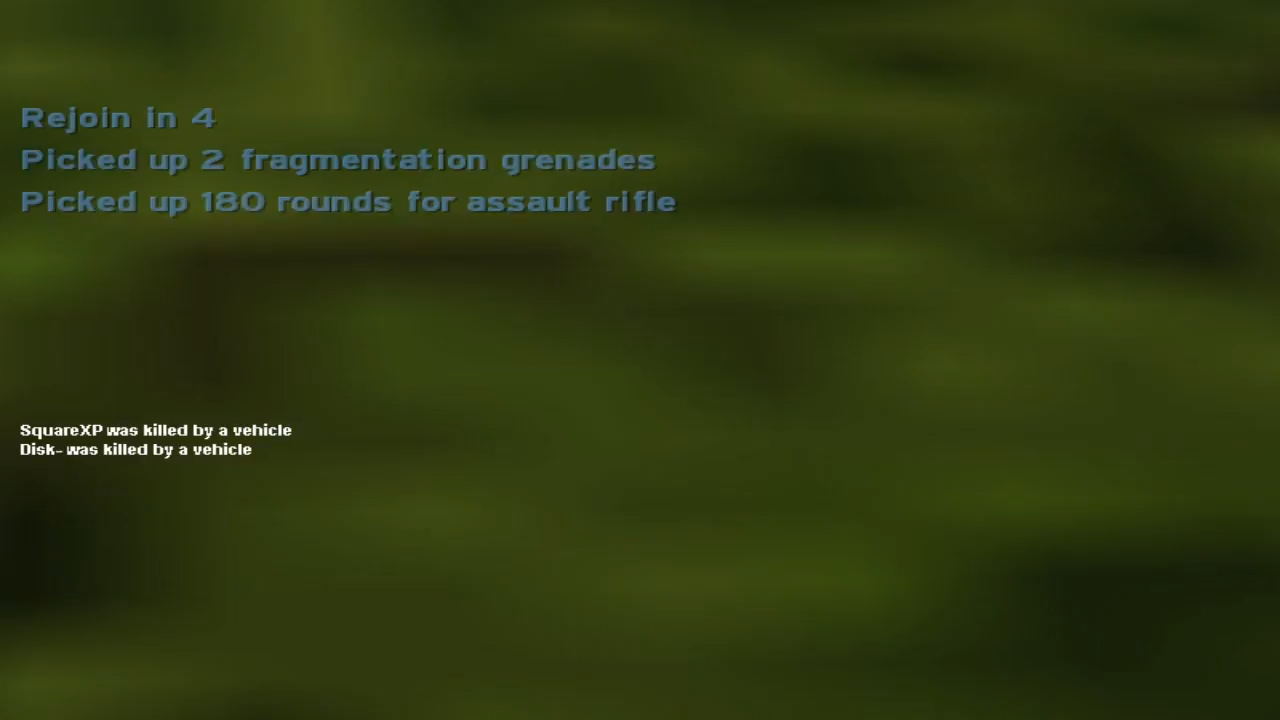 Rejoin in 4
Picked up 2 fragmentation grenades
Picked up 180 rounds for assault rifle
SquareXP was killed by a vehicle
Disk- was killed by a vehicle